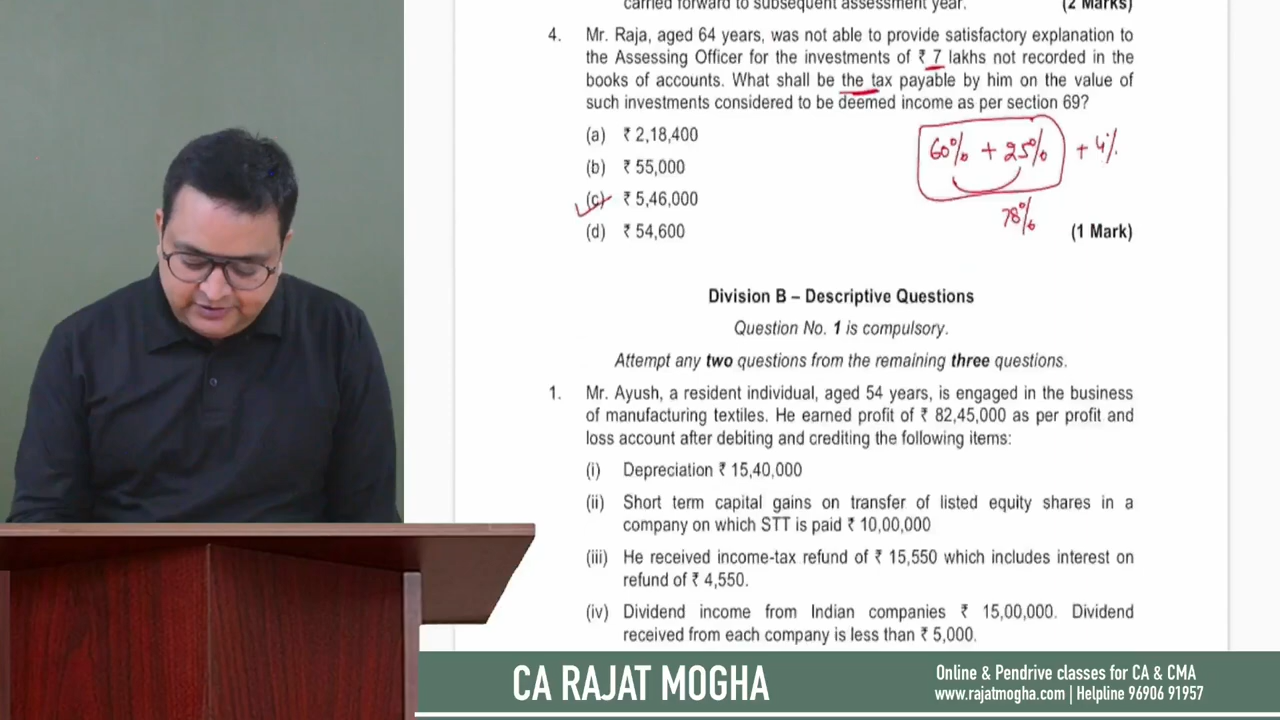 carried forward to subsequent assessment year. (2 Marks)
4. Mr. Raja, aged 64 years, was not able to provide satisfactory explanation to
the Assessing Officer for the investments of ₹ 7 lakhs not recorded in the
books of accounts. What shall be the tax payable by him on the value of
such investments considered to be deemed income as per section 69?
(a) ₹ 2,18,400
(b) ₹ 55,000
(c) ₹ 5,46,000
(d) ₹ 54,600
60% + 25% + 4%
78%
(1 Mark)
Division B – Descriptive Questions
Question No. 1 is compulsory.
Attempt any two questions from the remaining three questions.
1. Mr. Ayush, a resident individual, aged 54 years, is engaged in the business
of manufacturing textiles. He earned profit of ₹ 82,45,000 as per profit and
loss account after debiting and crediting the following items:
(i) Depreciation ₹ 15,40,000
(ii) Short term capital gains on transfer of listed equity shares in a
company on which STT is paid ₹ 10,00,000
(iii) He received income-tax refund of ₹ 15,550 which includes interest on
refund of ₹ 4,550.
(iv) Dividend income from Indian companies ₹ 15,00,000. Dividend
received from each company is less than ₹ 5,000.
CA RAJAT MOGHA
Online & Pendrive classes for CA & CMA
www.rajatmogha.com | Helpline 96906 91957